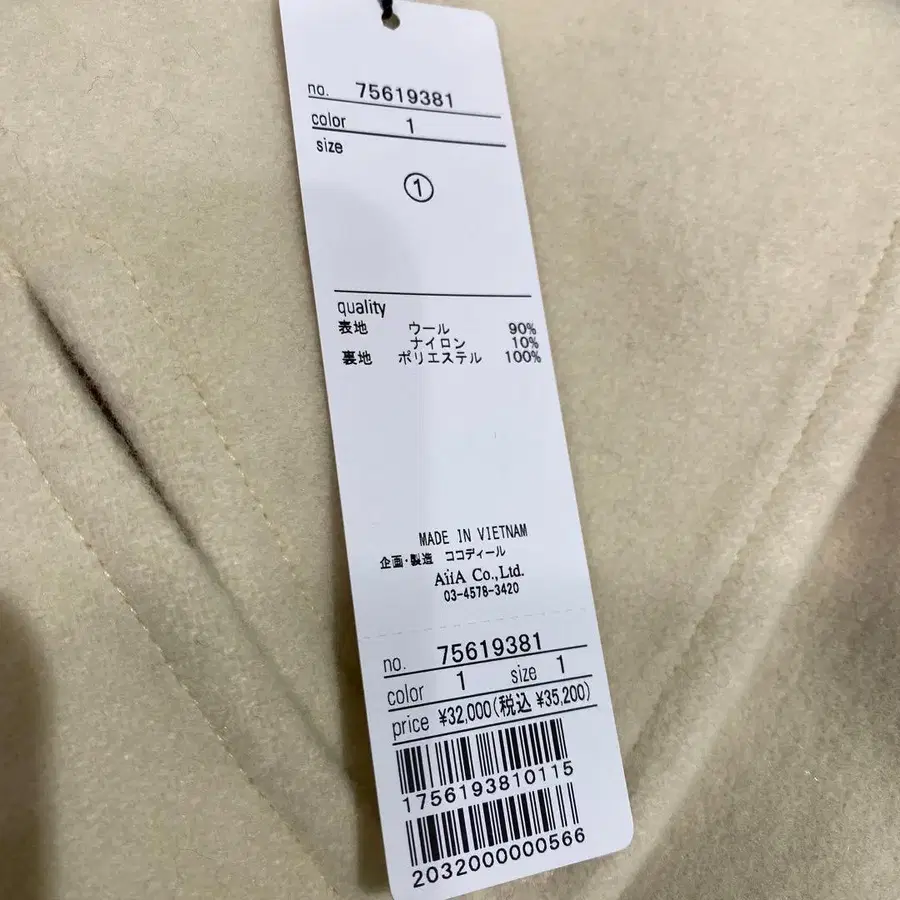 no. 75619381
color 1
size
①
quality
表地 ウール 90%
ナイロン 10%
裏地 ポリエステル 100%
MADE IN VIETNAM
企画・製造 ココディール
AiiA Co.,Ltd.
03-4578-3420
no. 75619381
color 1 size 1
price ¥32,000(税込 ¥35,200)
1756193810115
2032000000566